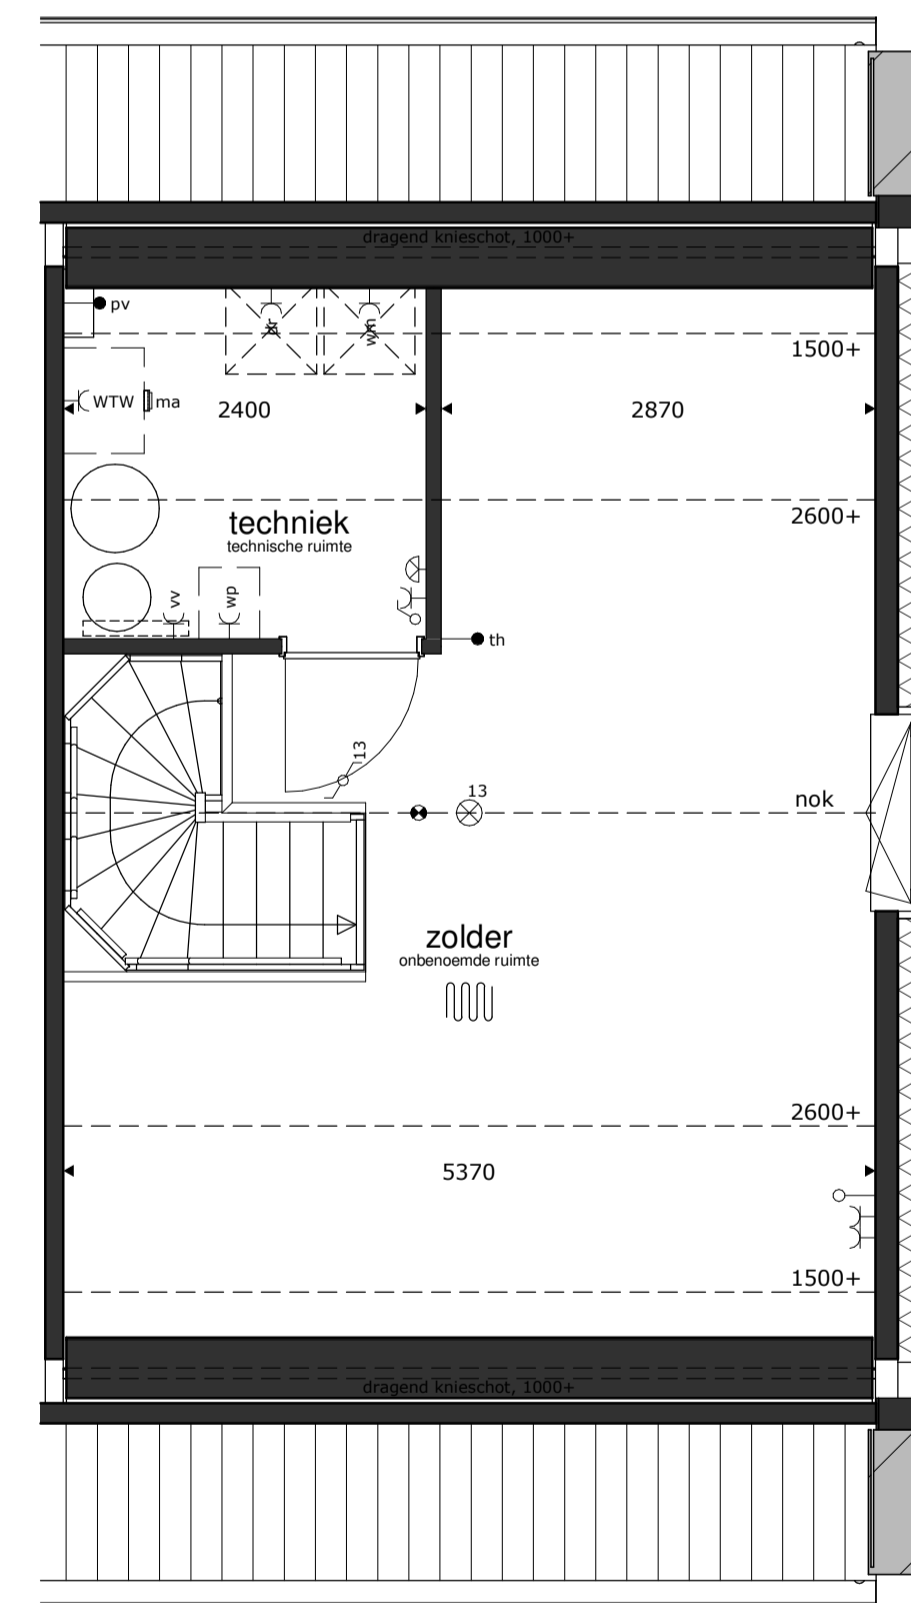 dragend knieschot, 1000+
pv
dr
wm
1500+
WTW
ma
2400
2870
2600+
techniek
technische ruimte
vv
wp
th
13
13
nok
zolder
onbenoemde ruimte
2600+
5370
1500+
dragend knieschot, 1000+